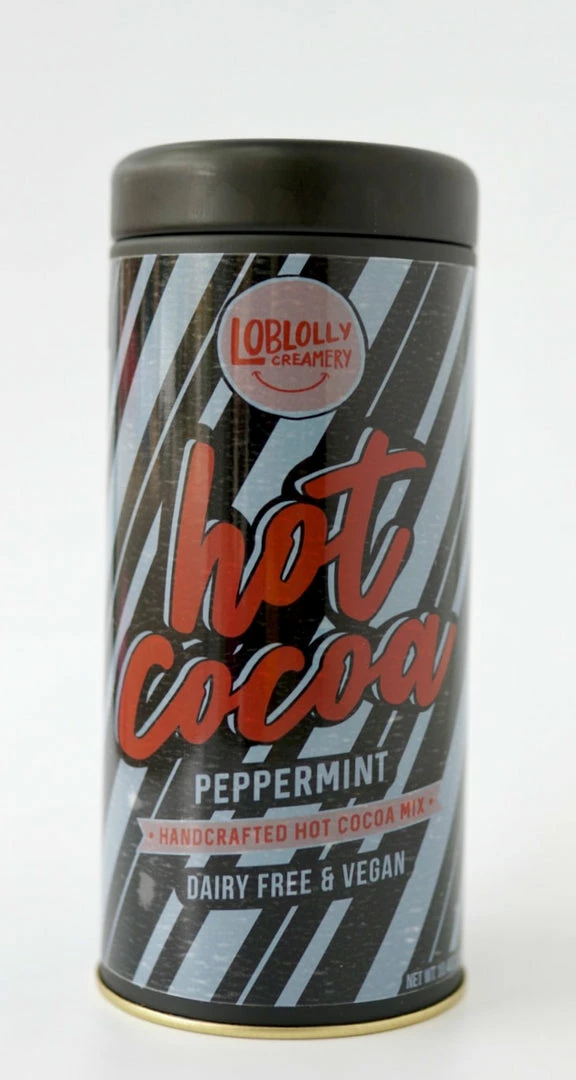 LOBLOLLY
CREAMERY
hot
cocoa
PEPPERMINT
• HANDCRAFTED HOT COCOA MIX •
DAIRY FREE & VEGAN
NET WT